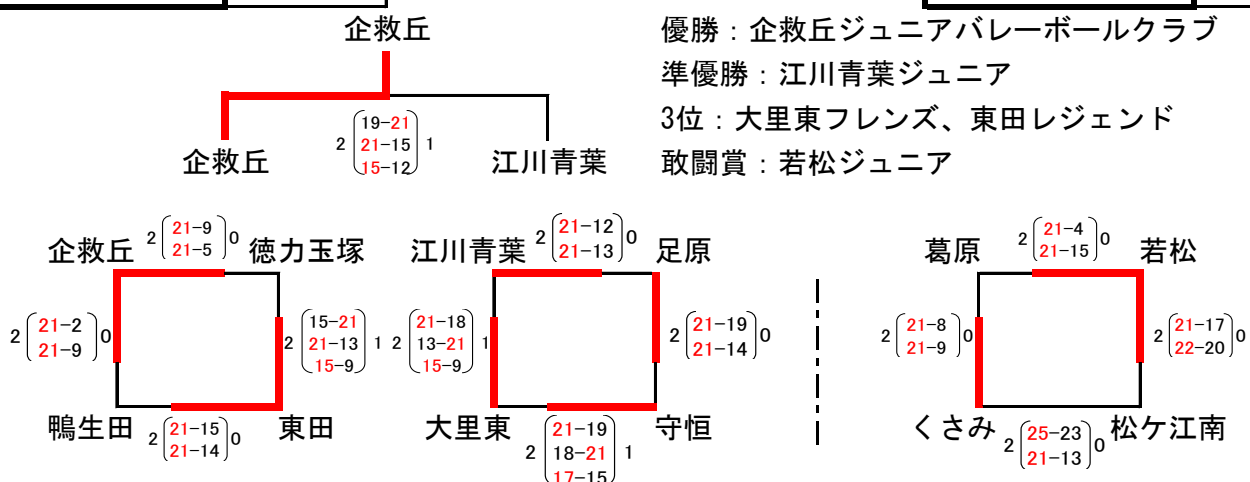 企救丘
優勝：企救丘ジュニアバレーボールクラブ
準優勝：江川青葉ジュニア
3位：大里東フレンズ、東田レジェンド
敢闘賞：若松ジュニア
2 19-21 1
21-15
15-12
企救丘
江川青葉
企救丘 2 21-9 0 徳力玉塚
21-5
江川青葉 2 21-12 0 足原
21-13
葛原 2 21-4 0 若松
21-15
2 21-2 0
21-9
2 15-21 1
21-13
15-9
2 21-18 1
13-21
15-9
2 21-19 0
21-14
2 21-8 0
21-9
2 21-17 0
22-20
鴨生田 2 21-15 0 東田
21-14
大里東 2 21-19 1 守恒
18-21
17-15
くさみ 2 25-23 0 松ケ江南
21-13